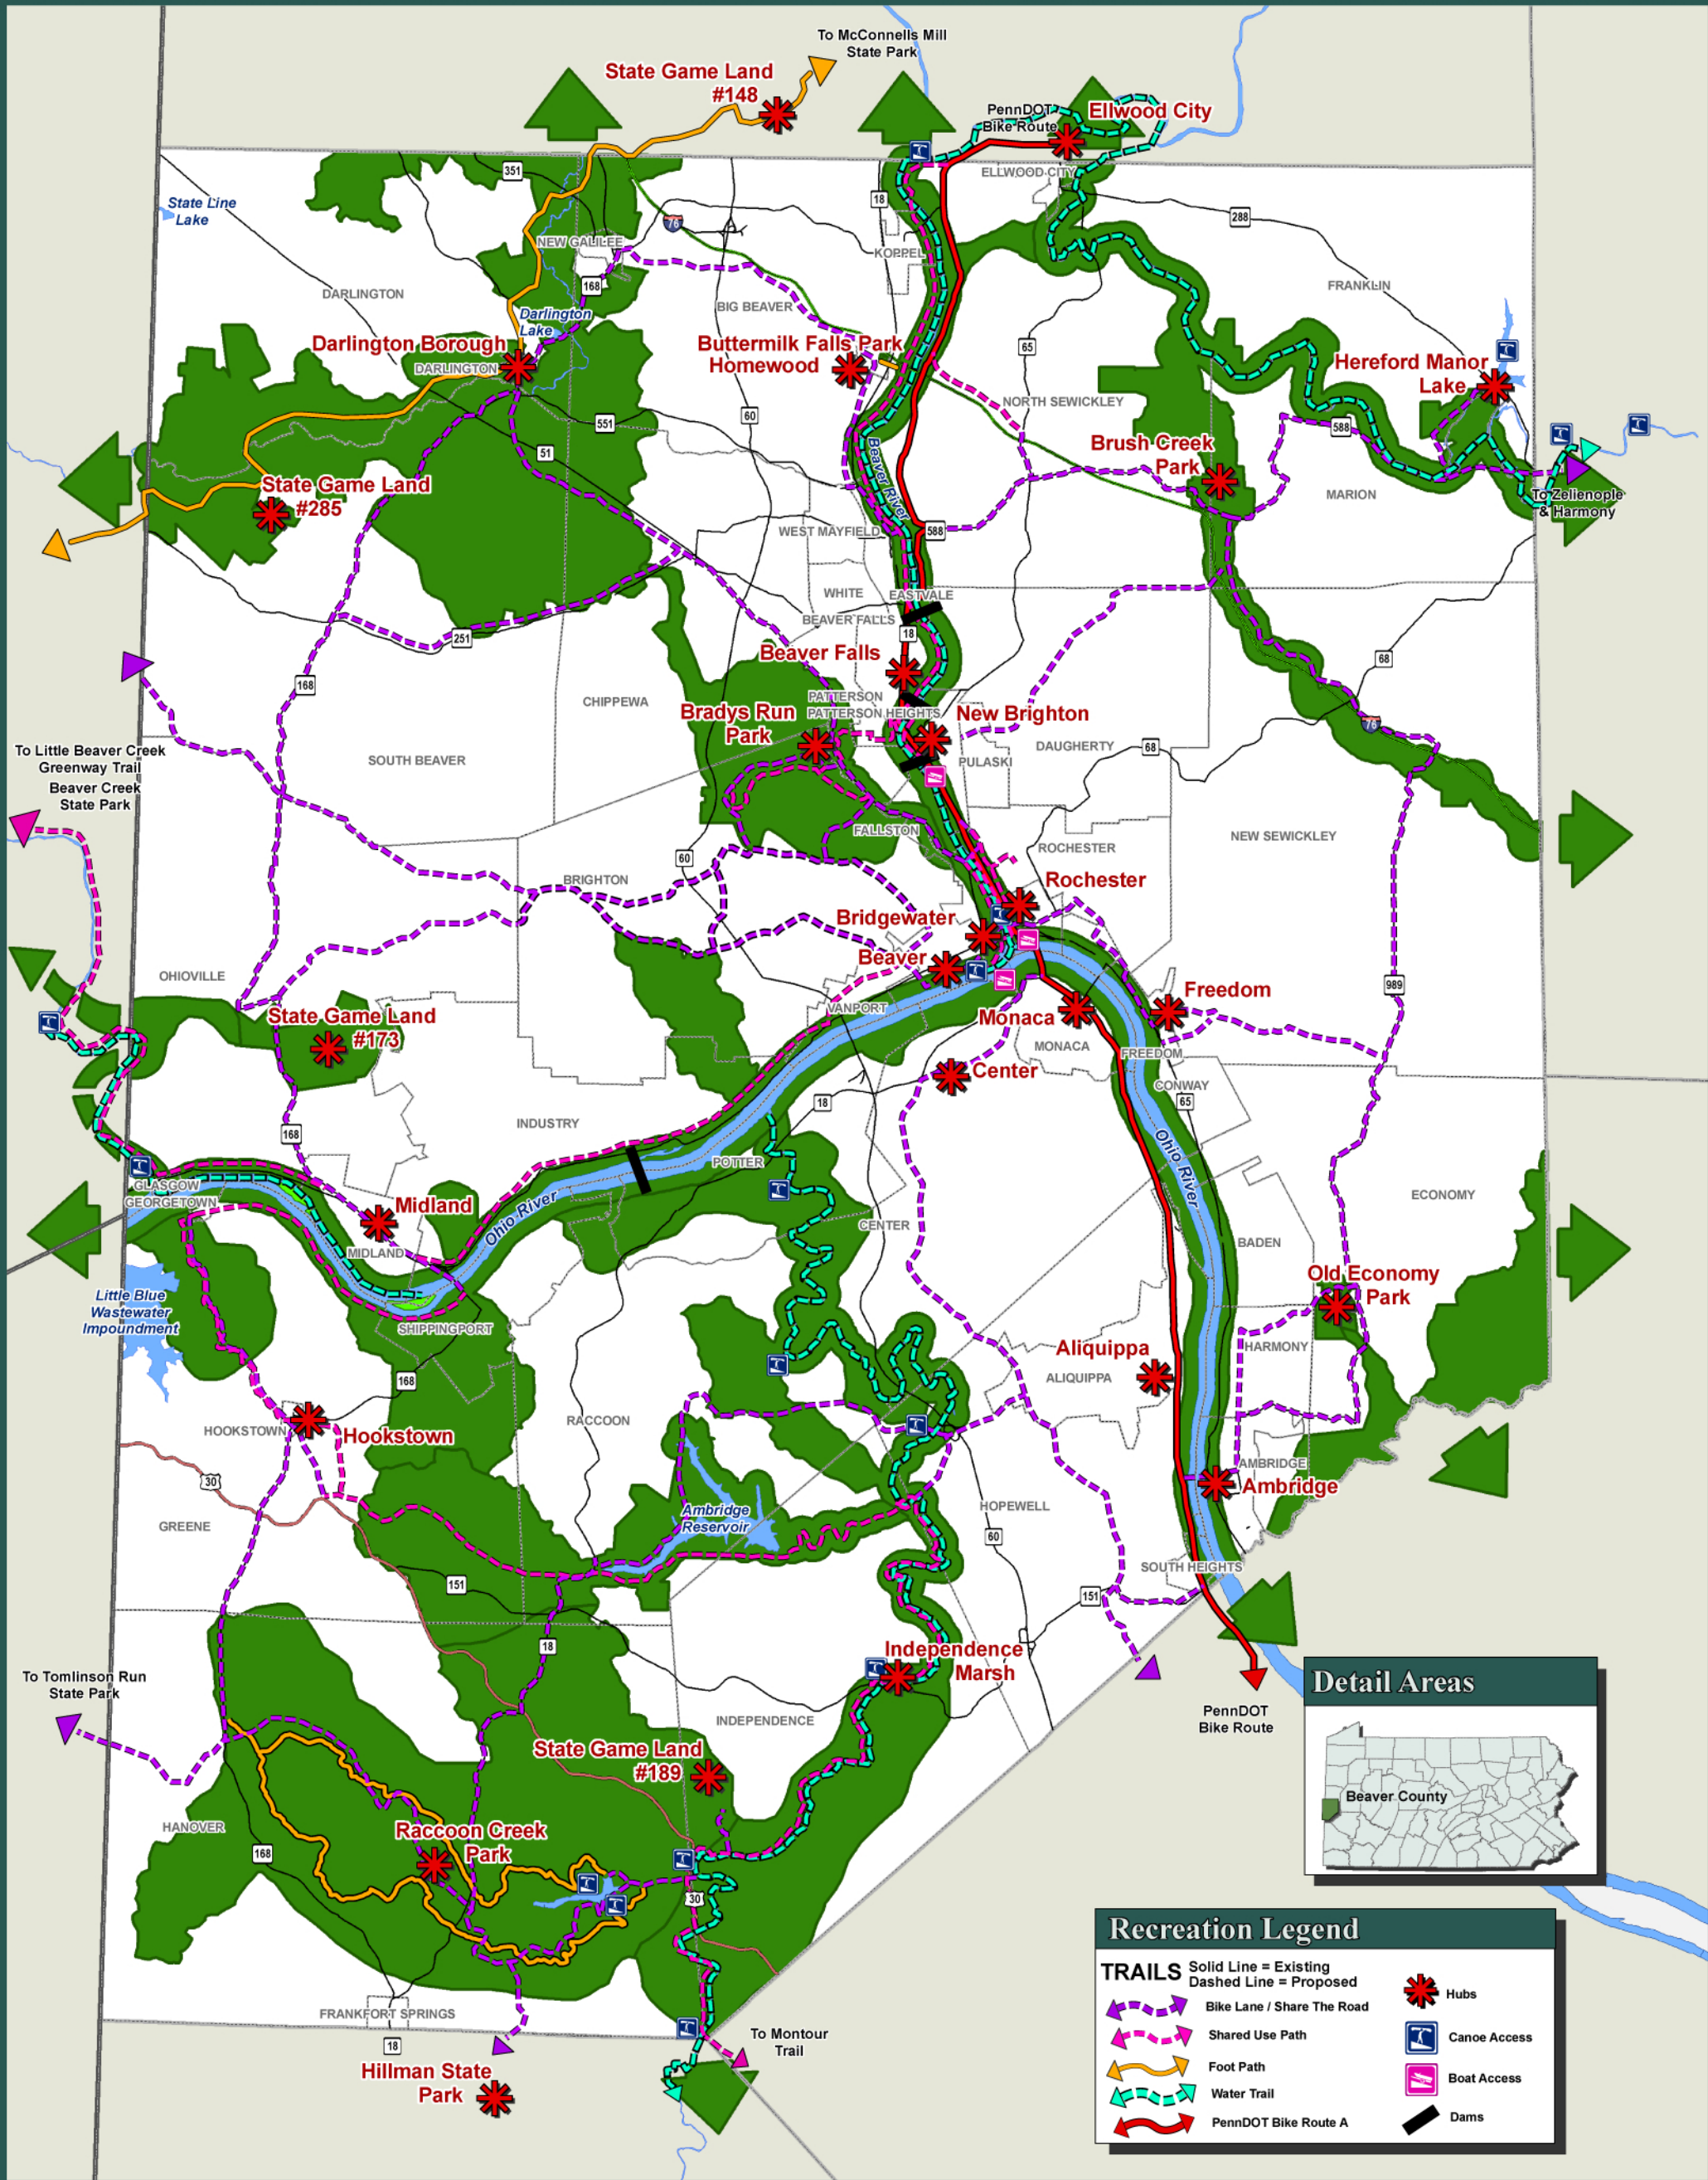 To McConnells Mill
State Park
State Game Land
#148
PennDOT
Bike Route
Ellwood City
351
ELLWOOD CITY
18
State Line
Lake
76
288
NEW GALILEE
KOPPEL
168
FRANKLIN
DARLINGTON
BIG BEAVER
Darlington
Lake
Darlington Borough
DARLINGTON
Buttermilk Falls Park
Homewood
65
Hereford Manor
Lake
NORTH SEWICKLEY
60
551
588
51
Beaver River
Brush Creek
Park
State Game Land
#285
MARION
To Zelienople
& Harmony
WEST MAYFIELD
588
WHITE
EASTVALE
BEAVER FALLS
18
251
Beaver Falls
68
168
CHIPPEWA
PATTERSON
PATTERSON HEIGHTS
Bradys Run
Park
New Brighton
76
To Little Beaver Creek
Greenway Trail
Beaver Creek
State Park
SOUTH BEAVER
DAUGHERTY
68
PULASKI
FALLSTON
NEW SEWICKLEY
ROCHESTER
60
BRIGHTON
Rochester
Bridgewater
Beaver
OHIOVILLE
989
Freedom
VANPORT
State Game Land
#173
Monaca
MONACA
FREEDOM
Center
CONWAY
65
18
INDUSTRY
168
Ohio River
POTTER
GLASGOW
GEORGETOWN
Midland
ECONOMY
Ohio River
CENTER
MIDLAND
BADEN
Little Blue
Wastewater
Impoundment
Old Economy
Park
SHIPPINGPORT
HARMONY
Aliquippa
ALIQUIPPA
168
RACCOON
HOOKSTOWN
Hookstown
AMBRIDGE
30
Ambridge
Ambridge
Reservoir
HOPEWELL
GREENE
60
SOUTH HEIGHTS
151
151
18
Independence
Marsh
To Tomlinson Run
State Park
PennDOT
Bike Route
INDEPENDENCE
State Game Land
#189
HANOVER
Raccoon Creek
Park
168
30
FRANKFORT SPRINGS
18
To Montour
Trail
Hillman State
Park
Detail Areas
Beaver County
Recreation Legend
TRAILS
Solid Line = Existing
Dashed Line = Proposed
Bike Lane / Share The Road
Shared Use Path
Foot Path
Water Trail
PennDOT Bike Route A
Hubs
Canoe Access
Boat Access
Dams